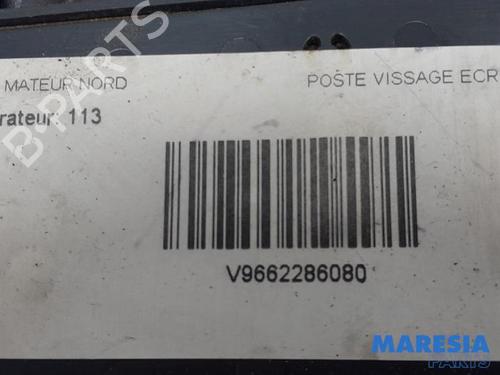 MATEUR NORD
POSTE VISSAGE ECR
rateur: 113
V9662286080
B-PARTS
MARESIA
PARTS